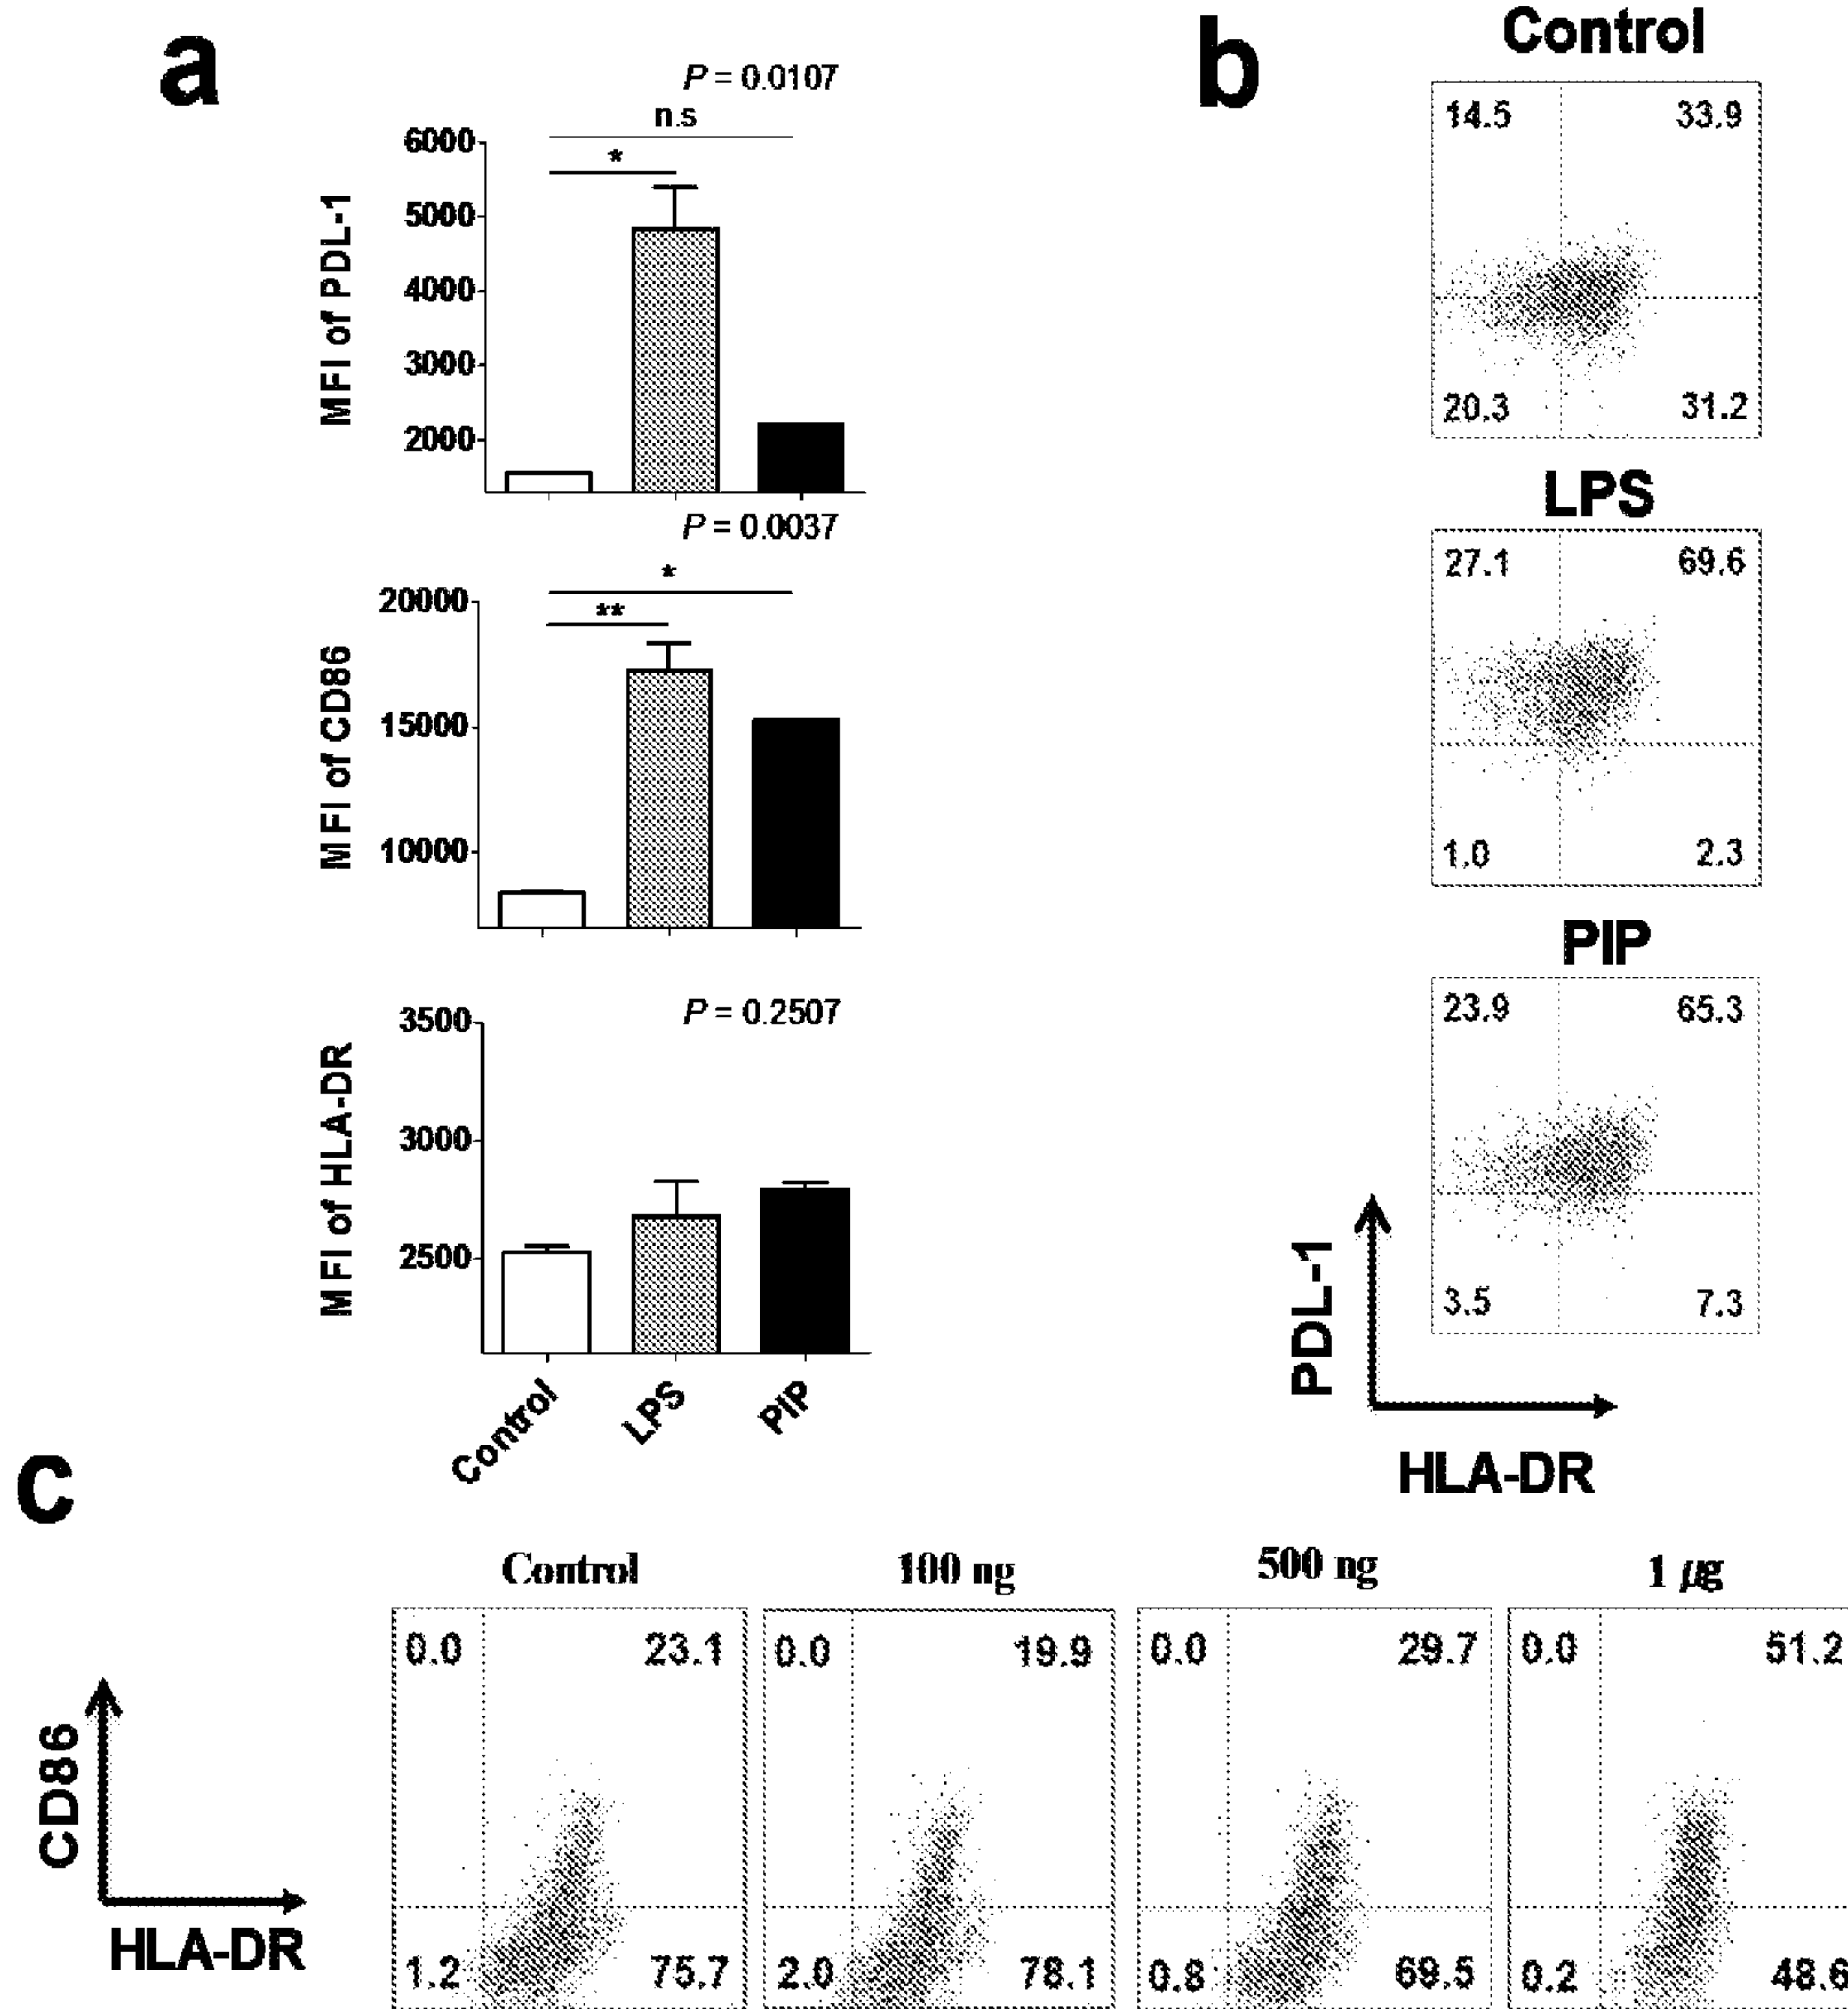 a
P = 0.0107
n.s
*
MFI of PDL-1
6000
5000
4000
3000
2000
P = 0.0037
*
**
MFI of CD86
20000
15000
10000
P = 0.2507
MFI of HLA-DR
3500
3000
2500
Control
LPS
PIP
b
Control
14.5 33.9
20.3 31.2
LPS
27.1 69.6
1.0 2.3
PIP
23.9 65.3
3.5 7.3
PDL-1
HLA-DR
c
Control 100 ng 500 ng 1 µg
0.0 23.1 0.0 19.9 0.0 29.7 0.0 51.2
CD86
1.2 75.7 2.0 78.1 0.8 69.5 0.2 48.6
HLA-DR